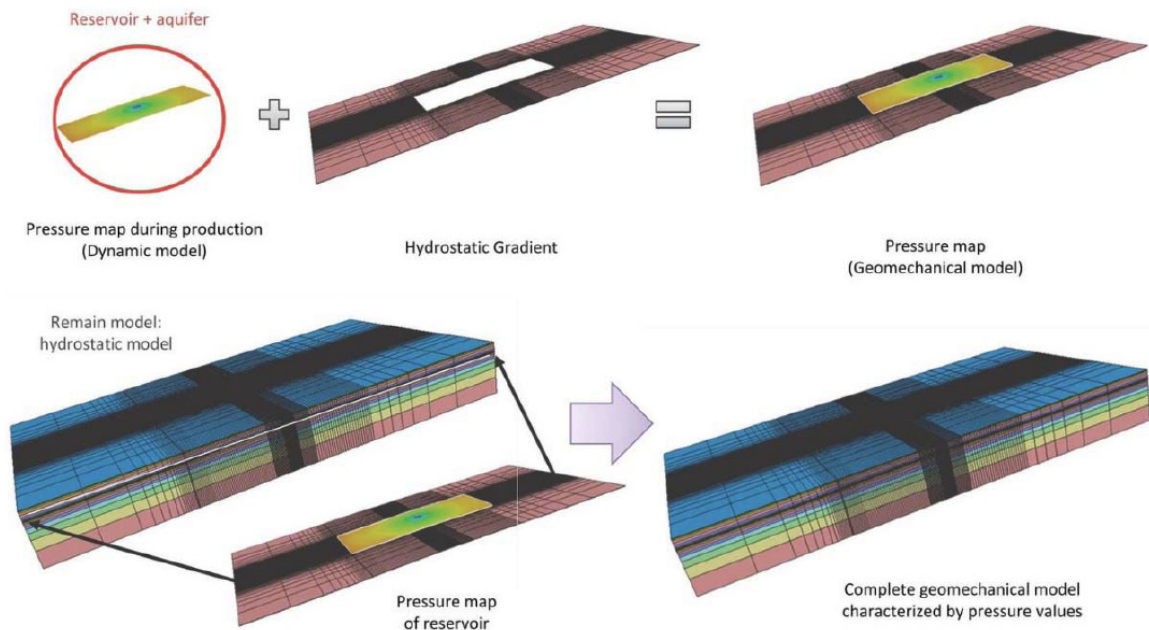 Reservoir + aquifer
Pressure map during production
(Dynamic model)
Hydrostatic Gradient
Pressure map
(Geomechanical model)
Remain model:
hydrostatic model
Pressure map
of reservoir
Complete geomechanical model
characterized by pressure values